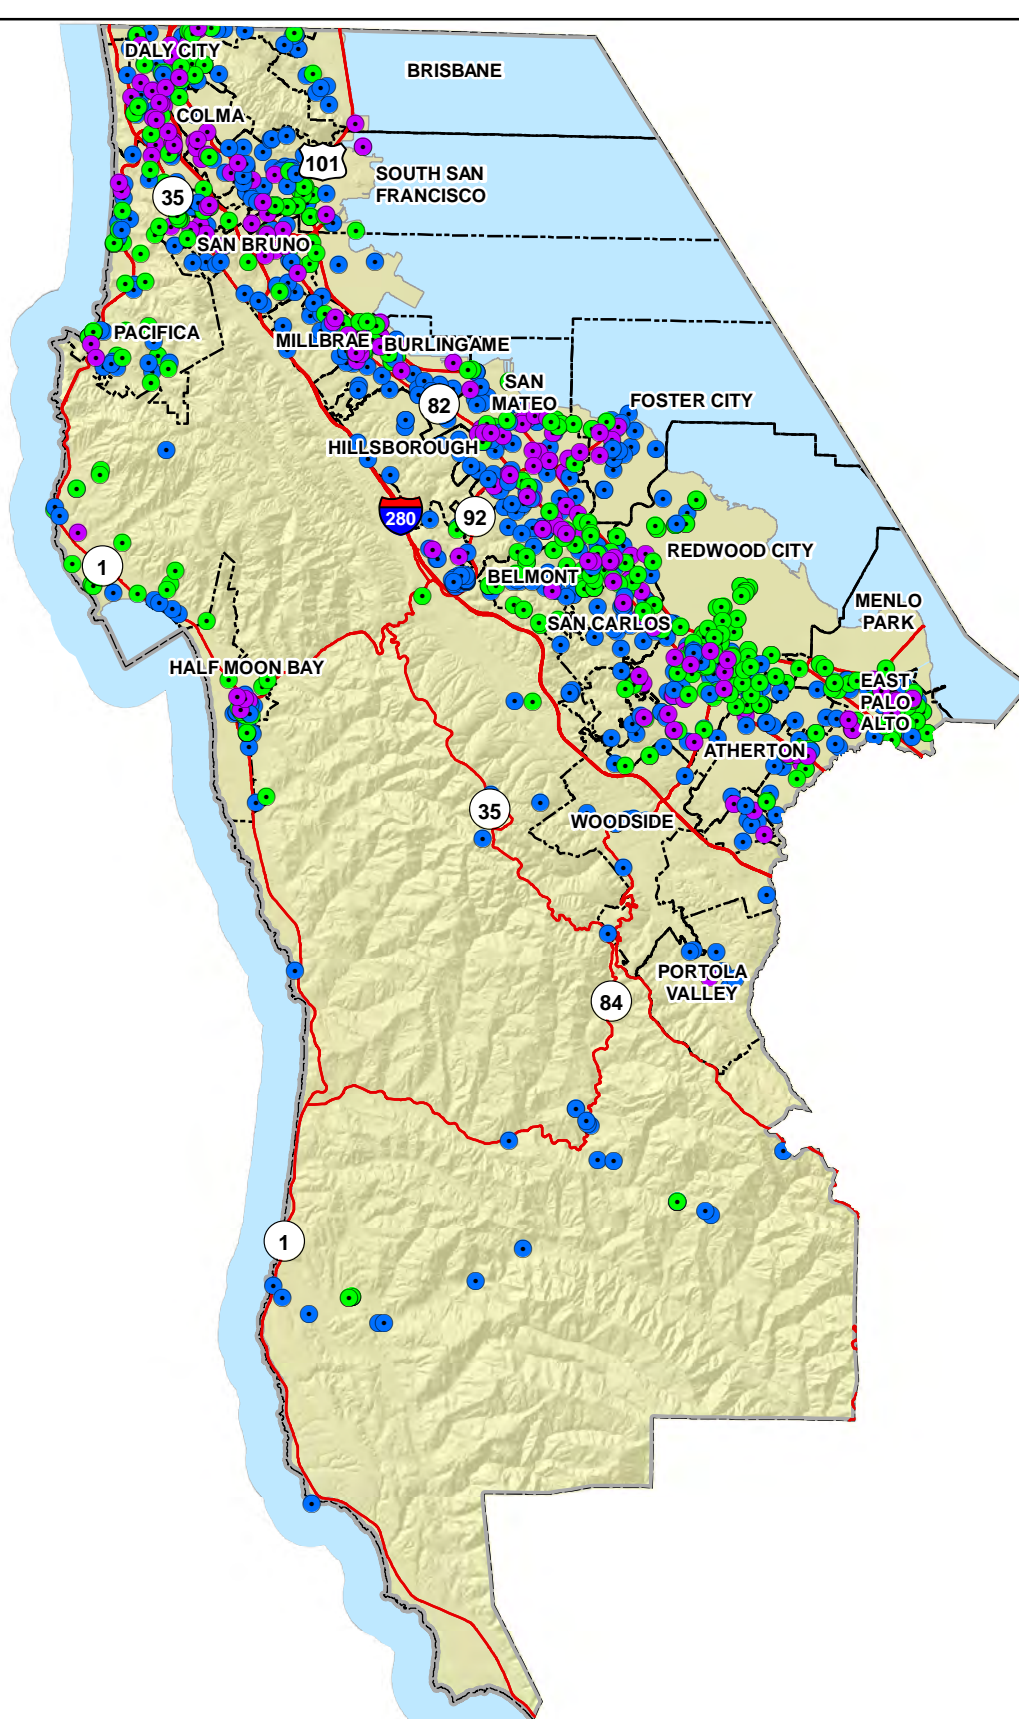 DALY CITY
BRISBANE
COLMA
101
SOUTH SAN
FRANCISCO
35
SAN BRUNO
PACIFICA
MILLBRAE
BURLINGAME
SAN
MATEO
82
FOSTER CITY
HILLSBOROUGH
280
92
1
REDWOOD CITY
BELMONT
MENLO
PARK
SAN CARLOS
HALF MOON BAY
EAST
PALO
ALTO
ATHERTON
35
WOODSIDE
PORTOLA
VALLEY
84
1